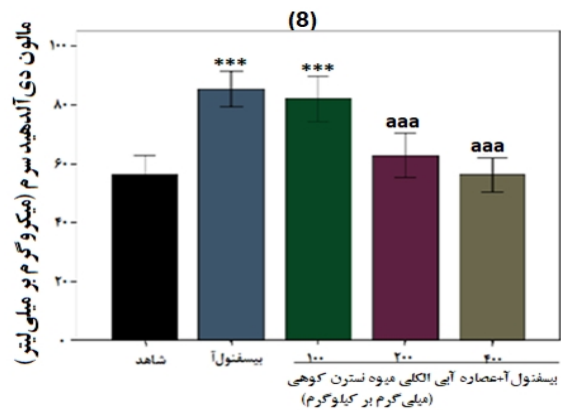 (8)
مالون دی‌آلدهید سرم (میکروگرم بر میلی‌لیتر)
۱۰۰
۸۰
۶۰
۴۰
۲۰
۰
***
***
aaa
aaa
شاهد
بیسفنول‌آ
۱۰۰
۲۰۰
۴۰۰
بیسفنول‌آ+عصاره آبی الکلی میوه نسترن کوهی
(میلی‌گرم بر کیلوگرم)